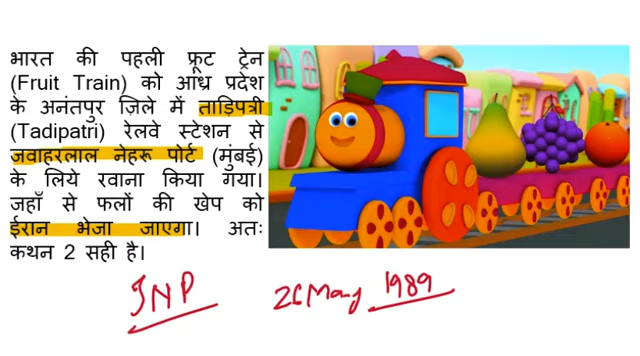 भारत की पहली फ्रूट ट्रेन
(Fruit Train) को आंध्र प्रदेश
के अनंतपुर ज़िले में ताड़िपत्री
(Tadipatri) रेलवे स्टेशन से
जवाहरलाल नेहरू पोर्ट (मुंबई)
के लिये रवाना किया गया।
जहाँ से फलों की खेप को
ईरान भेजा जाएगा। अतः
कथन 2 सही है।
JNP 26 May 1989